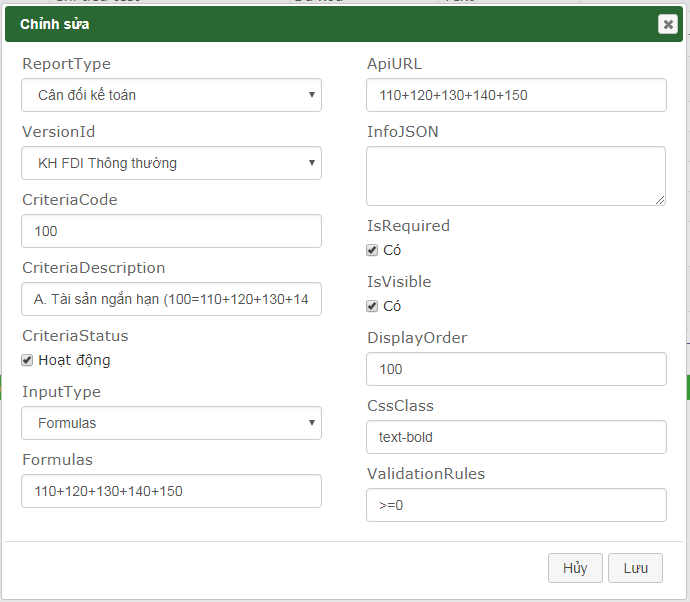 Chỉnh sửa
ReportType
Cân đối kế toán
VersionId
KH FDI Thông thường
CriteriaCode
100
CriteriaDescription
A. Tài sản ngắn hạn (100=110+120+130+14
CriteriaStatus
Hoạt động
InputType
Formulas
Formulas
110+120+130+140+150
ApiURL
110+120+130+140+150
InfoJSON
IsRequired
Có
IsVisible
Có
DisplayOrder
100
CssClass
text-bold
ValidationRules
>=0
Hủy
Lưu